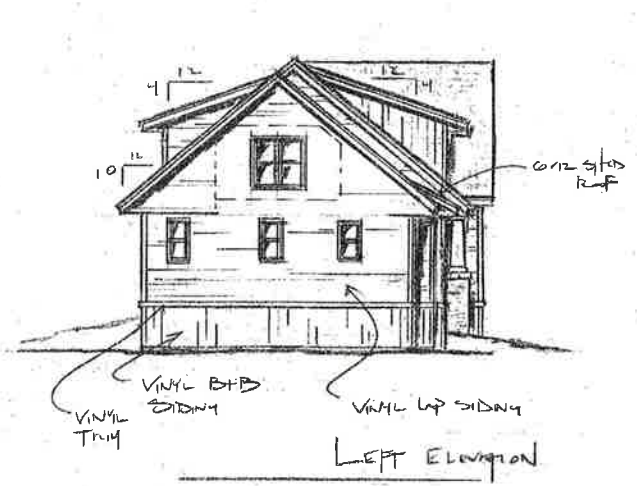 12
4
12
4
12
10
6/12 SHED
ROOF
VINYL B+B
SIDING
VINYL LAP SIDING
VINYL
TRIM
LEFT ELEVATION